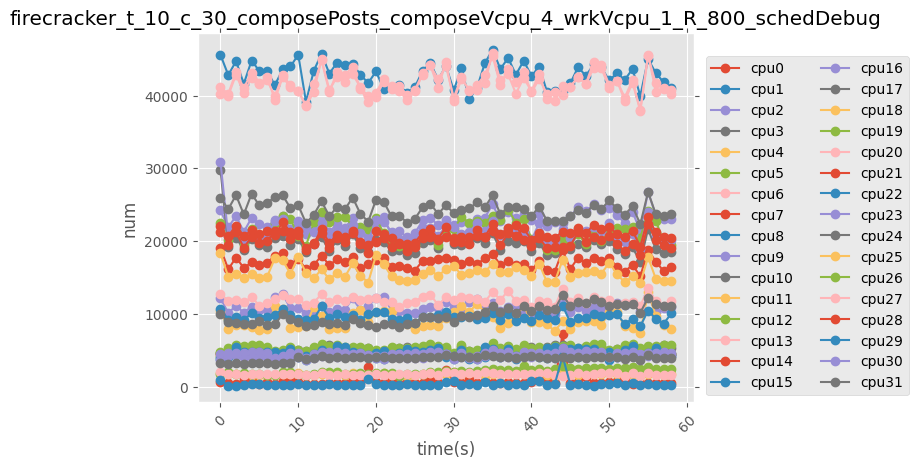 firecracker_t_10_c_30_composePosts_composeVcpu_4_wrkVcpu_1_R_800_schedDebug
40000
30000
20000
10000
0
num
0 10 20 30 40 50 60
time(s)
cpu0 cpu16
cpu1 cpu17
cpu2 cpu18
cpu3 cpu19
cpu4 cpu20
cpu5 cpu21
cpu6 cpu22
cpu7 cpu23
cpu8 cpu24
cpu9 cpu25
cpu10 cpu26
cpu11 cpu27
cpu12 cpu28
cpu13 cpu29
cpu14 cpu30
cpu15 cpu31